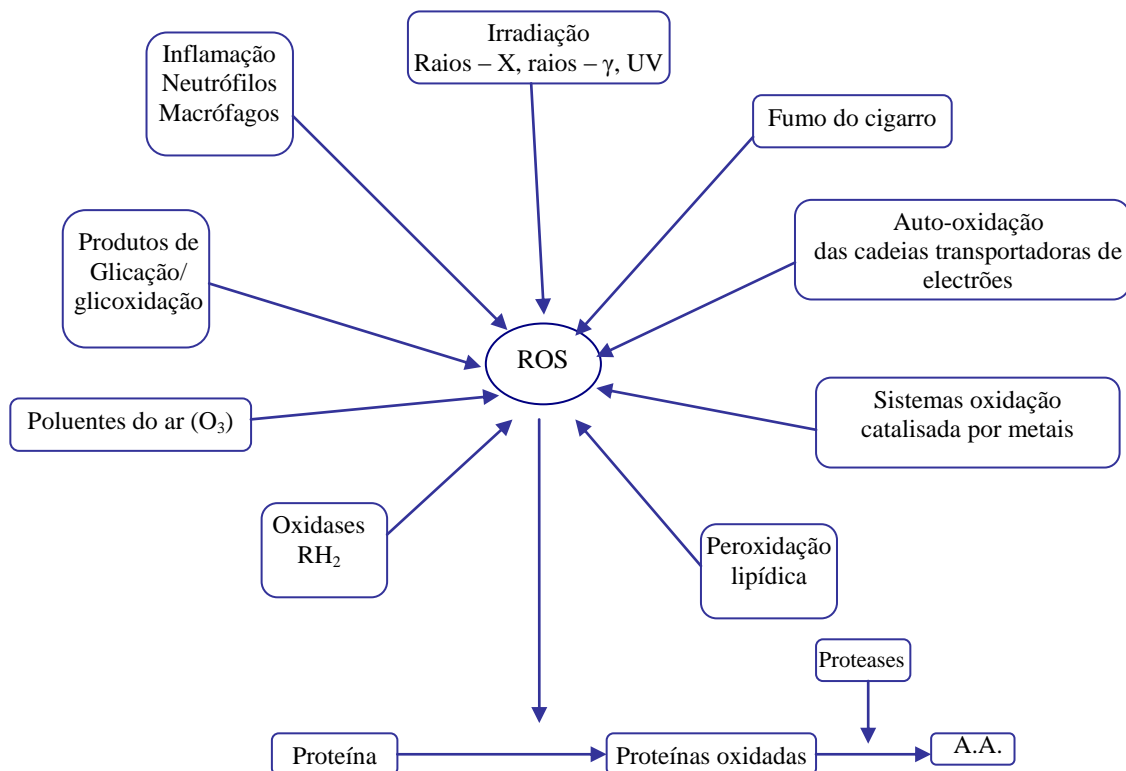 Irradiação
Raios – X, raios – γ, UV
Inflamação
Neutrófilos
Macrófagos
Fumo do cigarro
Auto-oxidação
das cadeias transportadoras de
electrões
Produtos de
Glicação/
glicoxidação
ROS
Poluentes do ar (O₃)
Sistemas oxidação
catalisada por metais
Oxidases
RH₂
Peroxidação
lipídica
Proteases
Proteína
Proteínas oxidadas
A.A.